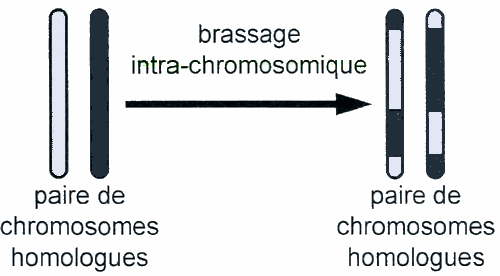 brassage
intra-chromosomique
paire de
chromosomes
homologues
paire de
chromosomes
homologues